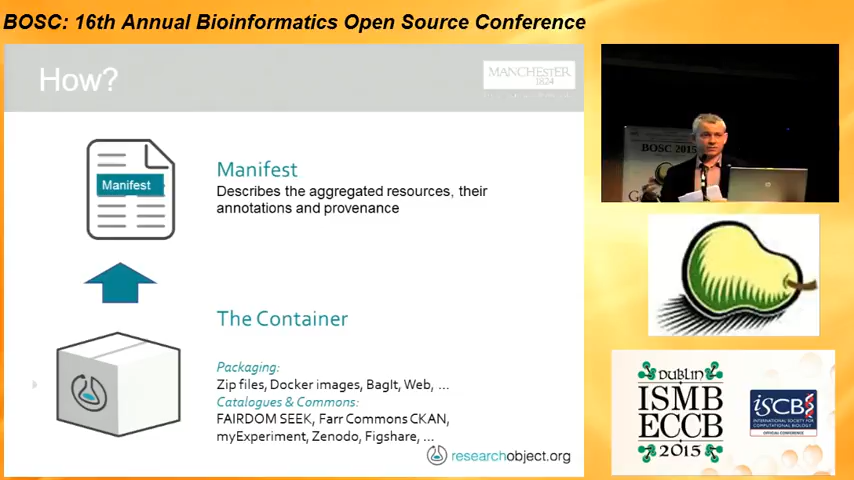 BOSC: 16th Annual Bioinformatics Open Source Conference
How?
MANCHESTER
1824
Manifest
Manifest
Describes the aggregated resources, their
annotations and provenance
The Container
Packaging:
Zip files, Docker images, BagIt, Web, ...
Catalogues & Commons:
FAIRDOM SEEK, Farr Commons CKAN,
myExperiment, Zenodo, Figshare, ...
researchobject.org
BOSC 2015
DUBLIN
ISMB
ECCB
2015
iSCB
INTERNATIONAL SOCIETY FOR
COMPUTATIONAL BIOLOGY
OFFICIAL CONFERENCE